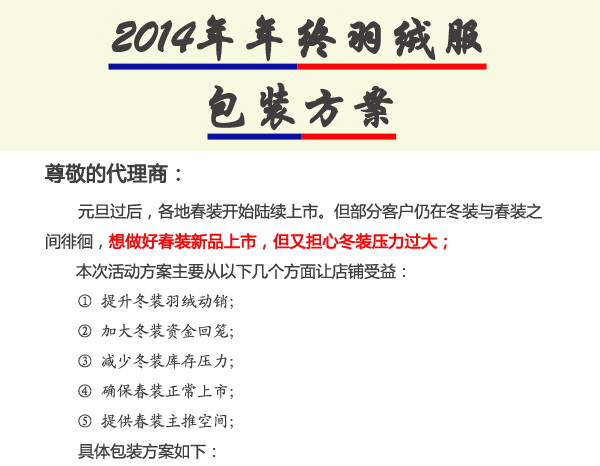 2014年年终羽绒服
包装方案
尊敬的代理商：
元旦过后，各地春装开始陆续上市。但部分客户仍在冬装与春装之
间徘徊，想做好春装新品上市，但又担心冬装压力过大；
本次活动方案主要从以下几个方面让店铺受益：
① 提升冬装羽绒动销;
② 加大冬装资金回笼;
③ 减少冬装库存压力;
④ 确保春装正常上市;
⑤ 提供春装主推空间;
具体包装方案如下：